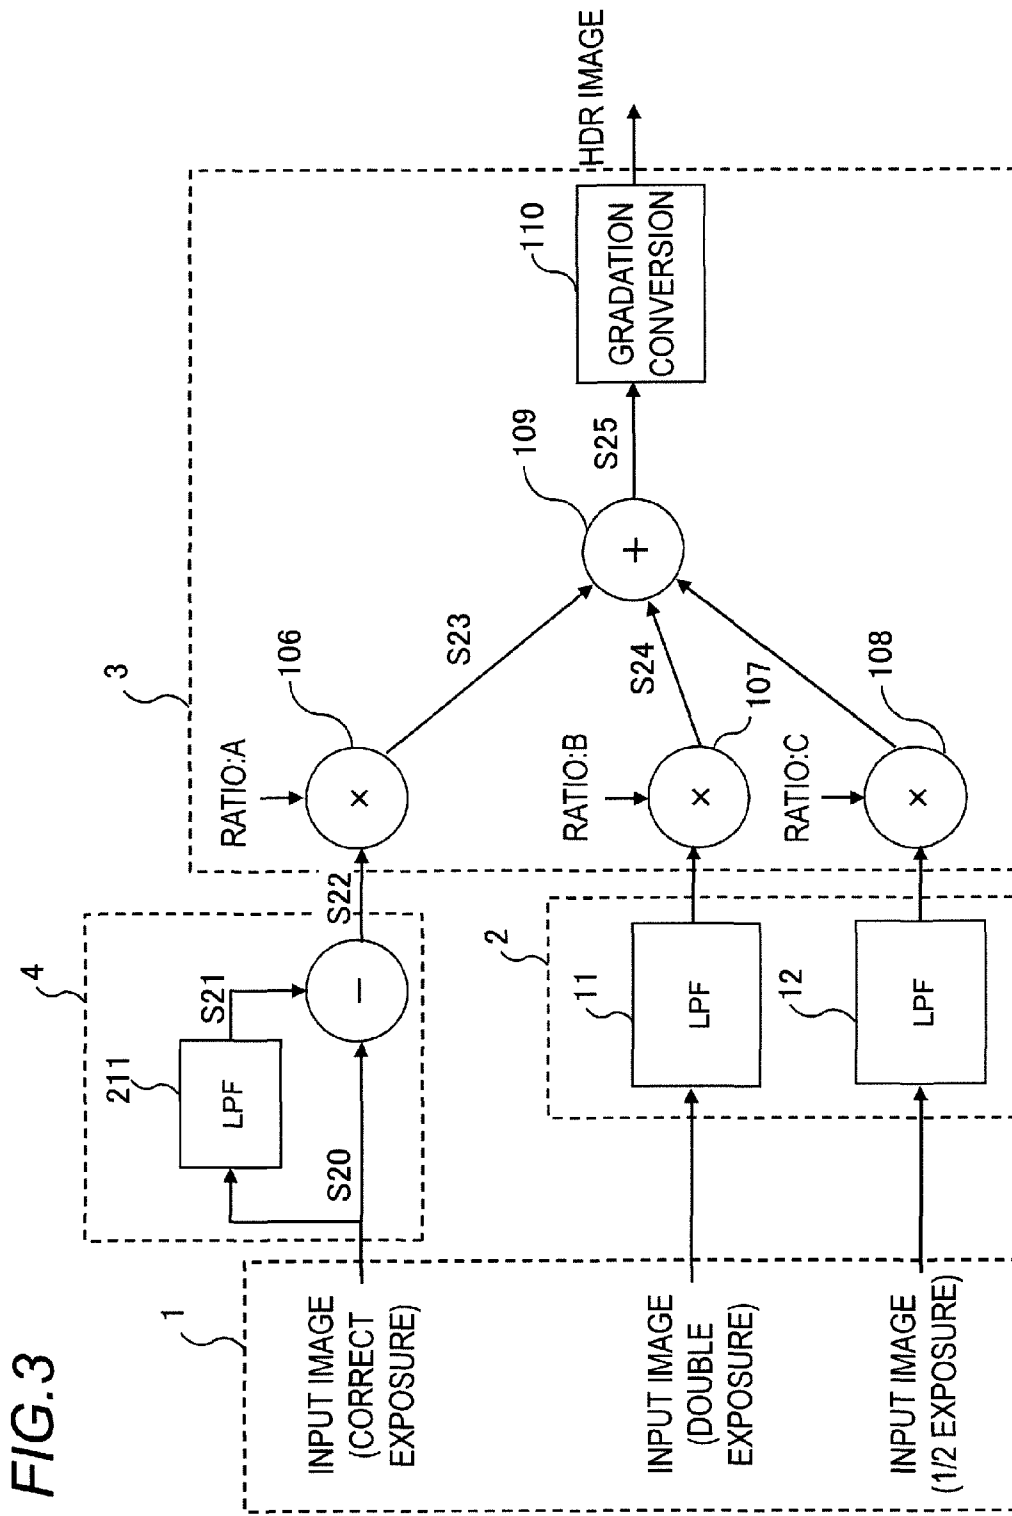 FIG.3
1
INPUT IMAGE
(CORRECT
EXPOSURE)
INPUT IMAGE
(DOUBLE
EXPOSURE)
INPUT IMAGE
(1/2 EXPOSURE)
4
211
LPF
S20
S21
−
S22
2
11
LPF
12
LPF
3
RATIO:A
×
106
S23
RATIO:B
×
107
S24
RATIO:C
×
108
109
+
S25
110
GRADATION
CONVERSION
HDR IMAGE